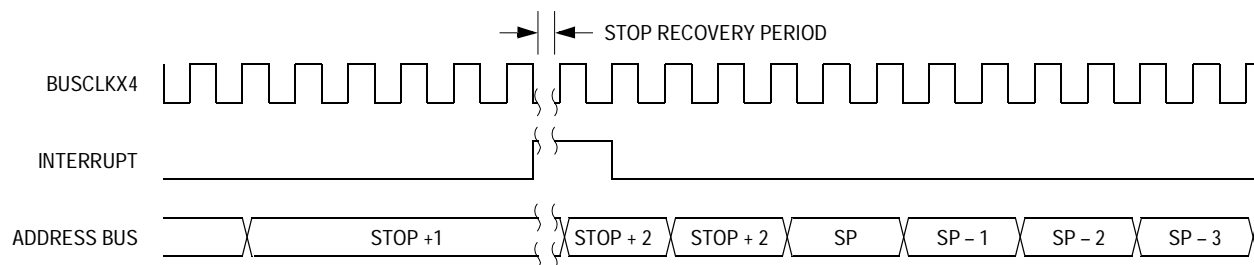 STOP RECOVERY PERIOD
BUSCLKX4
INTERRUPT
ADDRESS BUS STOP +1 STOP + 2 STOP + 2 SP SP – 1 SP – 2 SP – 3